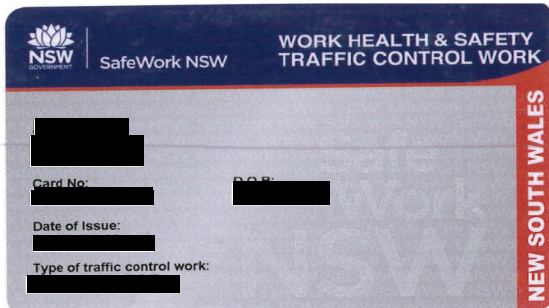 NSW
GOVERNMENT
SafeWork NSW
WORK HEALTH & SAFETY
TRAFFIC CONTROL WORK
NEW SOUTH WALES
Card No:
D.O.B:
Date of Issue:
Type of traffic control work:
Safe
Work
NSW